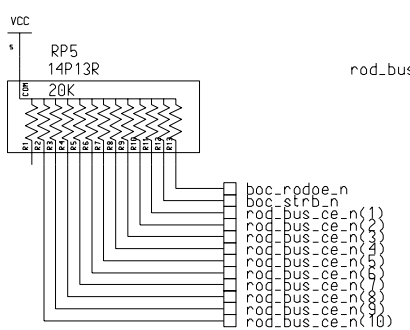 VCC
5
RP5
14P13R
rod_bus
COM
20K
R1 R2 R3 R4 R5 R6 R7 R8 R9 R10 R11 R12 R13
boc_rodoe_n
boc_strb_n
rod_bus_ce_n(1)
rod_bus_ce_n(2)
rod_bus_ce_n(3)
rod_bus_ce_n(4)
rod_bus_ce_n(5)
rod_bus_ce_n(6)
rod_bus_ce_n(7)
rod_bus_ce_n(8)
rod_bus_ce_n(9)
rod_bus_ce_n(10)